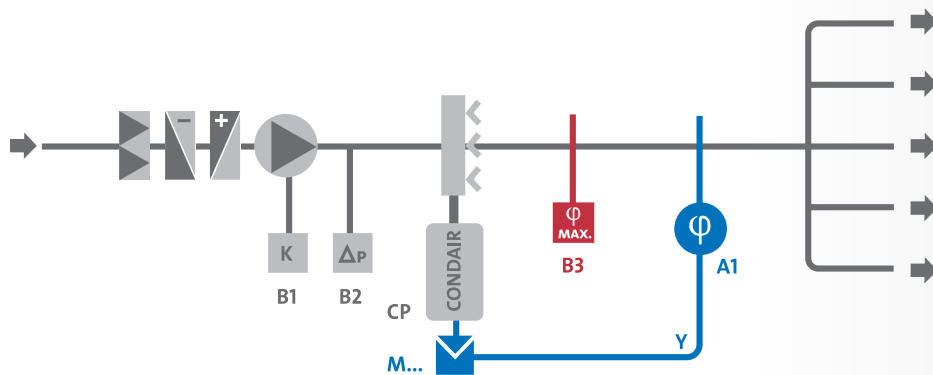 − +
K
ΔP
B1
B2
CP
CONDAIR
M...
φ
MAX.
B3
φ
A1
Y